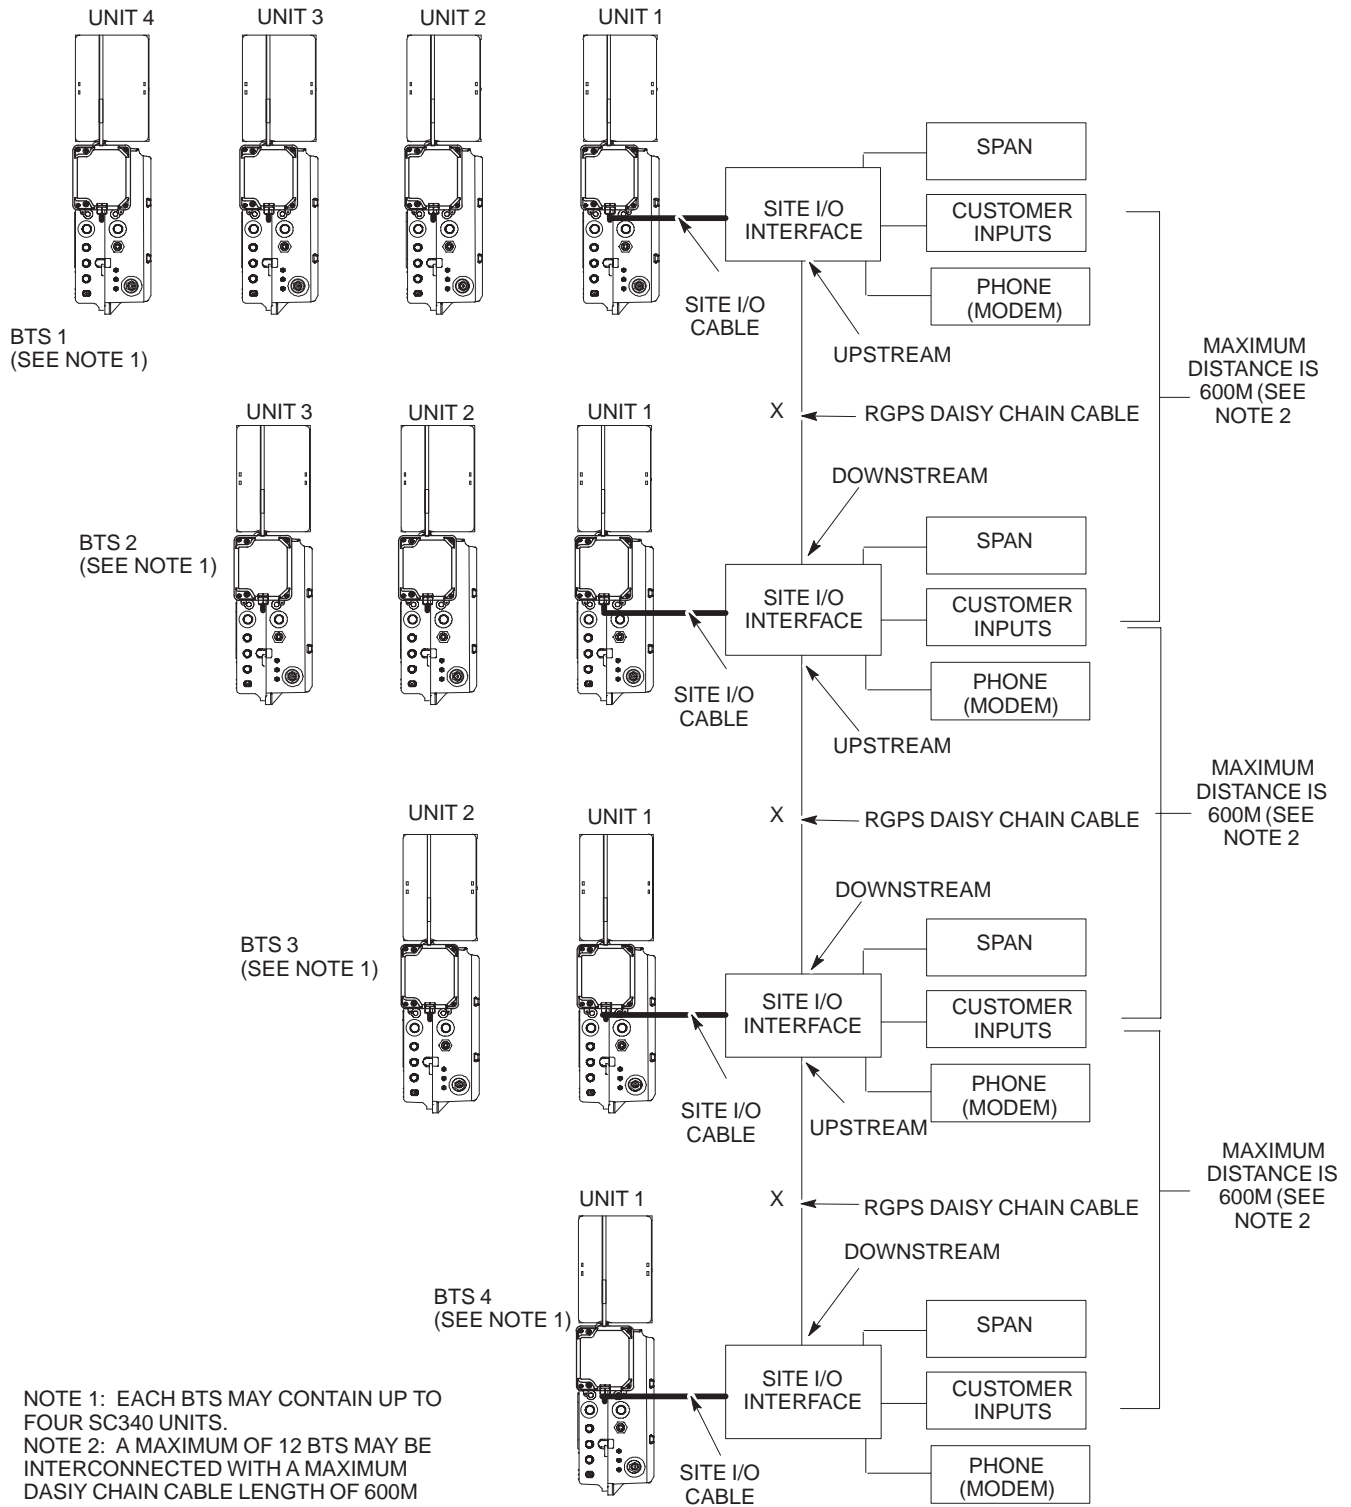 UNIT 4
UNIT 3
UNIT 2
UNIT 1
SPAN
SITE I/O
INTERFACE
CUSTOMER
INPUTS
PHONE
(MODEM)
SITE I/O
CABLE
UPSTREAM
BTS 1
(SEE NOTE 1)
MAXIMUM
DISTANCE IS
600M (SEE
NOTE 2
X
RGPS DAISY CHAIN CABLE
UNIT 3
UNIT 2
UNIT 1
DOWNSTREAM
BTS 2
(SEE NOTE 1)
SPAN
SITE I/O
INTERFACE
CUSTOMER
INPUTS
PHONE
(MODEM)
SITE I/O
CABLE
UPSTREAM
MAXIMUM
DISTANCE IS
600M (SEE
NOTE 2
X
RGPS DAISY CHAIN CABLE
UNIT 2
UNIT 1
DOWNSTREAM
BTS 3
(SEE NOTE 1)
SPAN
SITE I/O
INTERFACE
CUSTOMER
INPUTS
PHONE
(MODEM)
SITE I/O
CABLE
UPSTREAM
MAXIMUM
DISTANCE IS
600M (SEE
NOTE 2
X
RGPS DAISY CHAIN CABLE
UNIT 1
DOWNSTREAM
BTS 4
(SEE NOTE 1)
SPAN
SITE I/O
INTERFACE
CUSTOMER
INPUTS
PHONE
(MODEM)
SITE I/O
CABLE
NOTE 1: EACH BTS MAY CONTAIN UP TO
FOUR SC340 UNITS.
NOTE 2: A MAXIMUM OF 12 BTS MAY BE
INTERCONNECTED WITH A MAXIMUM
DASIY CHAIN CABLE LENGTH OF 600M